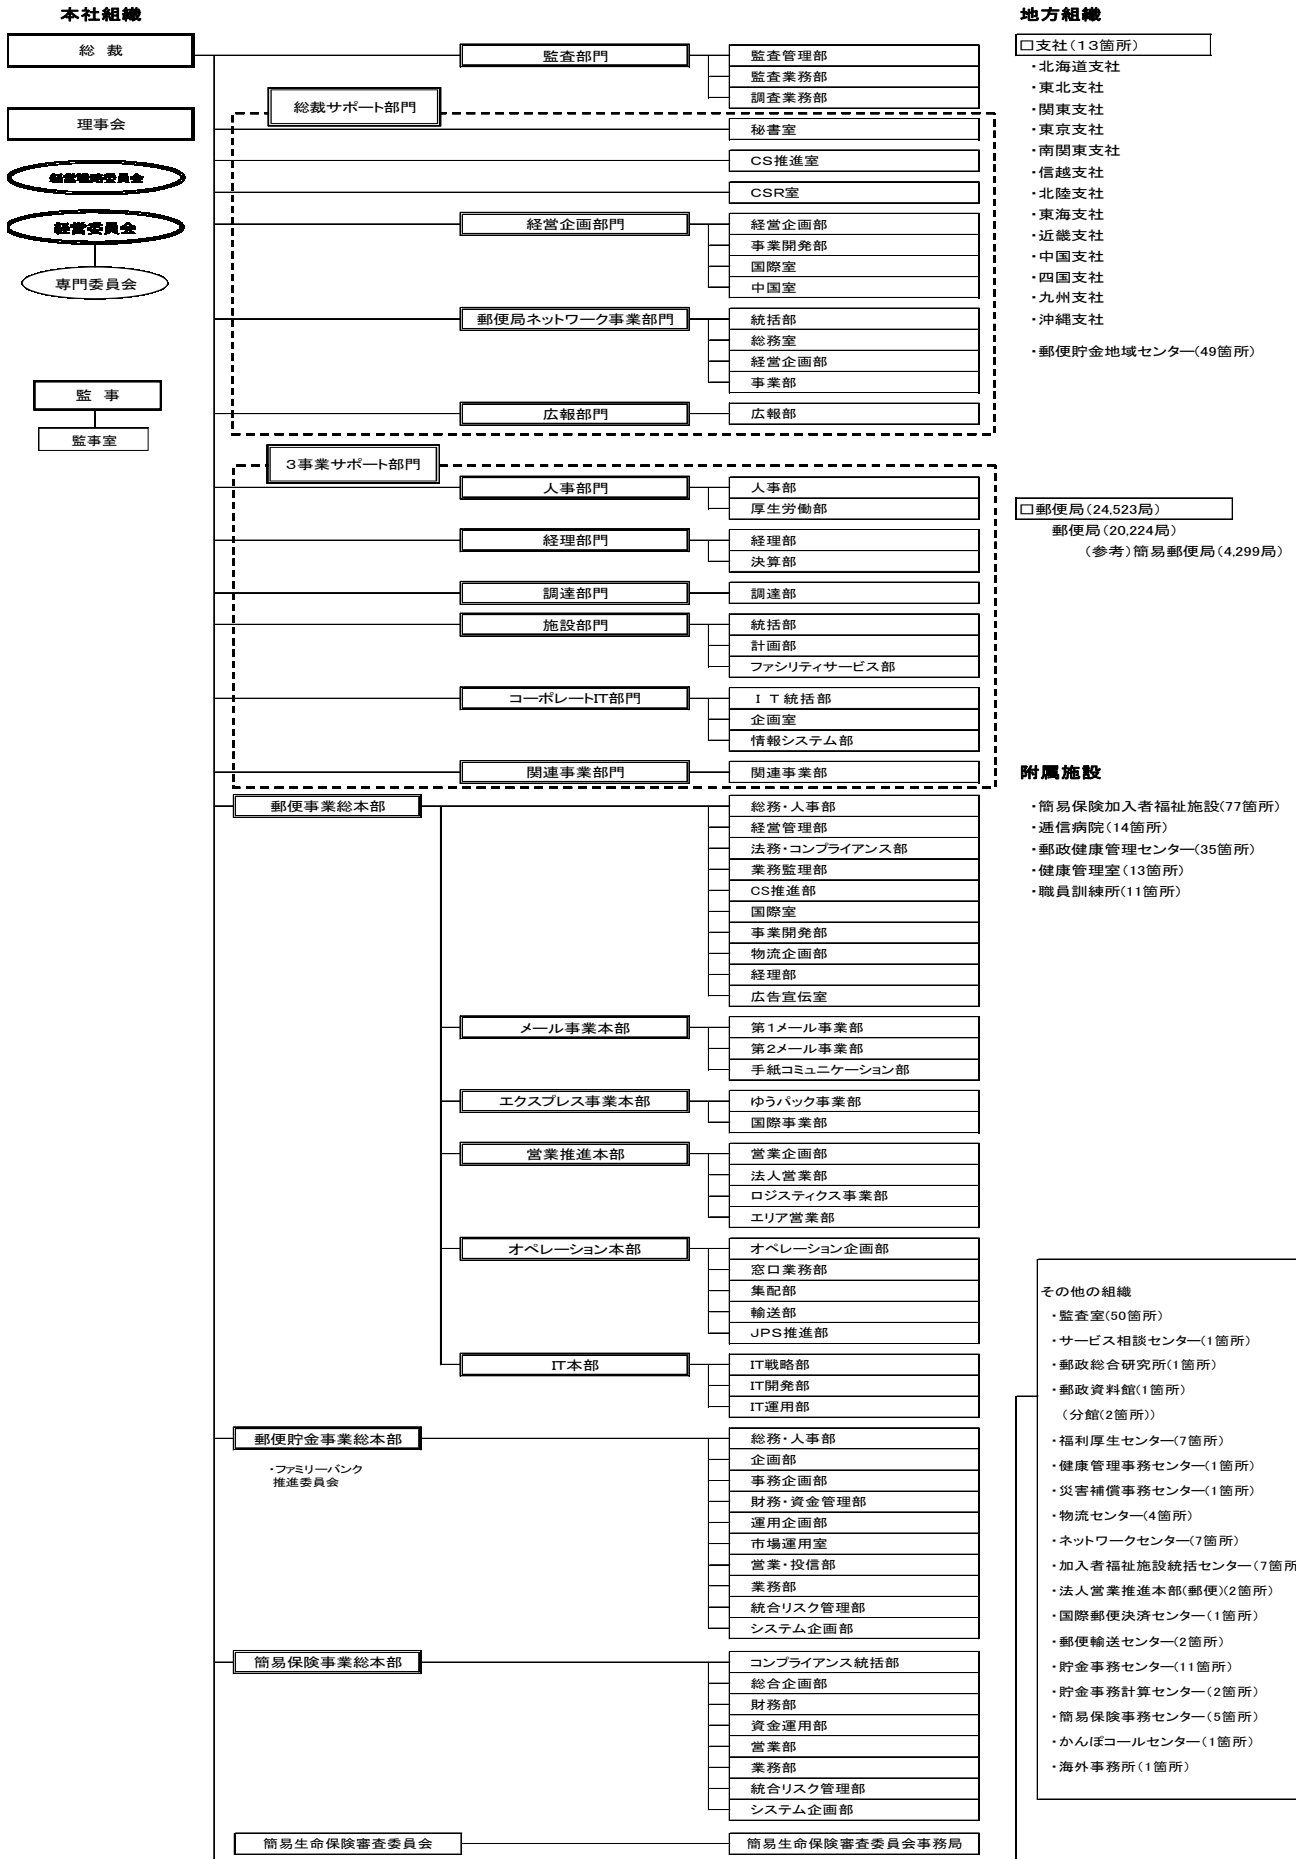 本社組織
総 裁
理事会
経営戦略委員会
経営委員会
専門委員会
監 事
監事室
監査部門
監査管理部
監査業務部
調査業務部
総裁サポート部門
秘書室
CS推進室
CSR室
経営企画部門
経営企画部
事業開発部
国際室
中国室
郵便局ネットワーク事業部門
統括部
総務室
経営企画部
事業部
広報部門
広報部
3事業サポート部門
人事部門
人事部
厚生労働部
経理部門
経理部
決算部
調達部門
調達部
施設部門
統括部
計画部
ファシリティサービス部
コーポレートIT部門
IT統括部
企画室
情報システム部
関連事業部門
関連事業部
郵便事業総本部
総務・人事部
経営管理部
法務・コンプライアンス部
業務監理部
CS推進部
国際室
事業開発部
物流企画部
経理部
広告宣伝室
メール事業本部
第1メール事業部
第2メール事業部
手紙コミュニケーション部
エクスプレス事業本部
ゆうパック事業部
国際事業部
営業推進本部
営業企画部
法人営業部
ロジスティクス事業部
エリア営業部
オペレーション本部
オペレーション企画部
窓口業務部
集配部
輸送部
JPS推進部
IT本部
IT戦略部
IT開発部
IT運用部
郵便貯金事業総本部
・ファミリーバンク
推進委員会
総務・人事部
企画部
事務企画部
財務・資金管理部
運用企画部
市場運用室
営業・投信部
業務部
統合リスク管理部
システム企画部
簡易保険事業総本部
コンプライアンス統括部
総合企画部
財務部
資金運用部
営業部
業務部
統合リスク管理部
システム企画部
簡易生命保険審査委員会
簡易生命保険審査委員会事務局
地方組織
□支社(13箇所)
・北海道支社
・東北支社
・関東支社
・東京支社
・南関東支社
・信越支社
・北陸支社
・東海支社
・近畿支社
・中国支社
・四国支社
・九州支社
・沖縄支社
・郵便貯金地域センター(49箇所)
□郵便局(24,523局)
郵便局(20,224局)
(参考)簡易郵便局(4,299局)
附属施設
・簡易保険加入者福祉施設(77箇所)
・逓信病院(14箇所)
・郵政健康管理センター(35箇所)
・健康管理室(13箇所)
・職員訓練所(11箇所)
その他の組織
・監査室(50箇所)
・サービス相談センター(1箇所)
・郵政総合研究所(1箇所)
・郵政資料館(1箇所)
(分館(2箇所))
・福利厚生センター(7箇所)
・健康管理事務センター(1箇所)
・災害補償事務センター(1箇所)
・物流センター(4箇所)
・ネットワークセンター(7箇所)
・加入者福祉施設統括センター(7箇所
・法人営業推進本部(郵便)(2箇所)
・国際郵便決済センター(1箇所)
・郵便輸送センター(2箇所)
・貯金事務センター(11箇所)
・貯金事務計算センター(2箇所)
・簡易保険事務センター(5箇所)
・かんぽコールセンター(1箇所)
・海外事務所(1箇所)